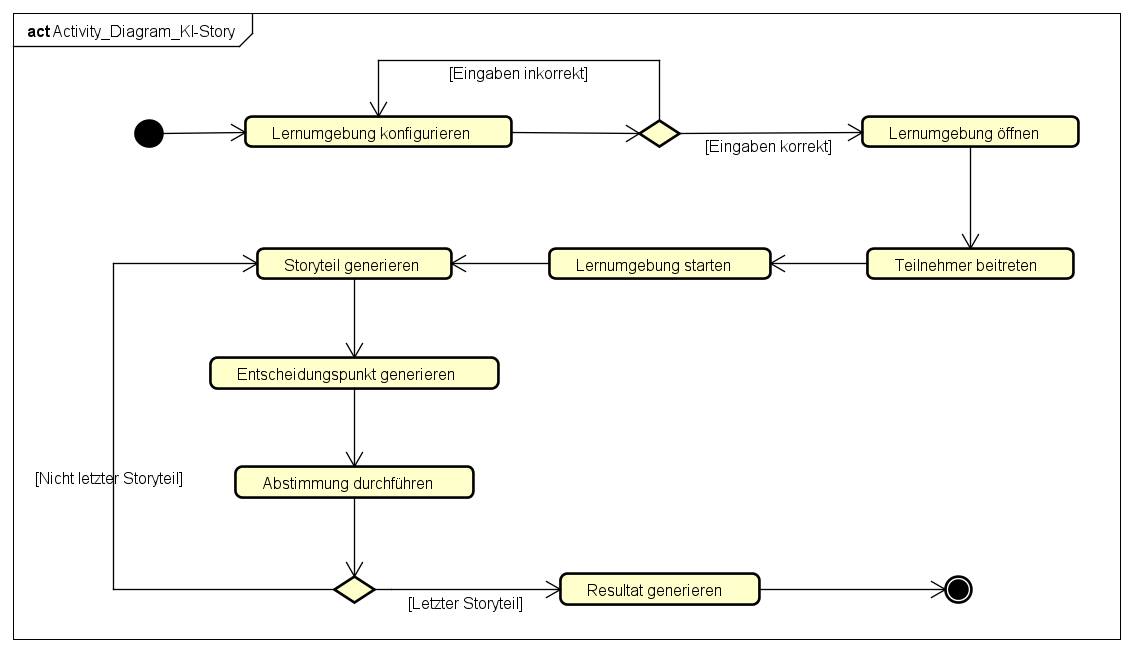 act Activity_Diagram_KI-Story
[Eingaben inkorrekt]
Lernumgebung konfigurieren
Lernumgebung öffnen
[Eingaben korrekt]
Storyteil generieren
Lernumgebung starten
Teilnehmer beitreten
Entscheidungspunkt generieren
[Nicht letzter Storyteil]
Abstimmung durchführen
Resultat generieren
[Letzter Storyteil]